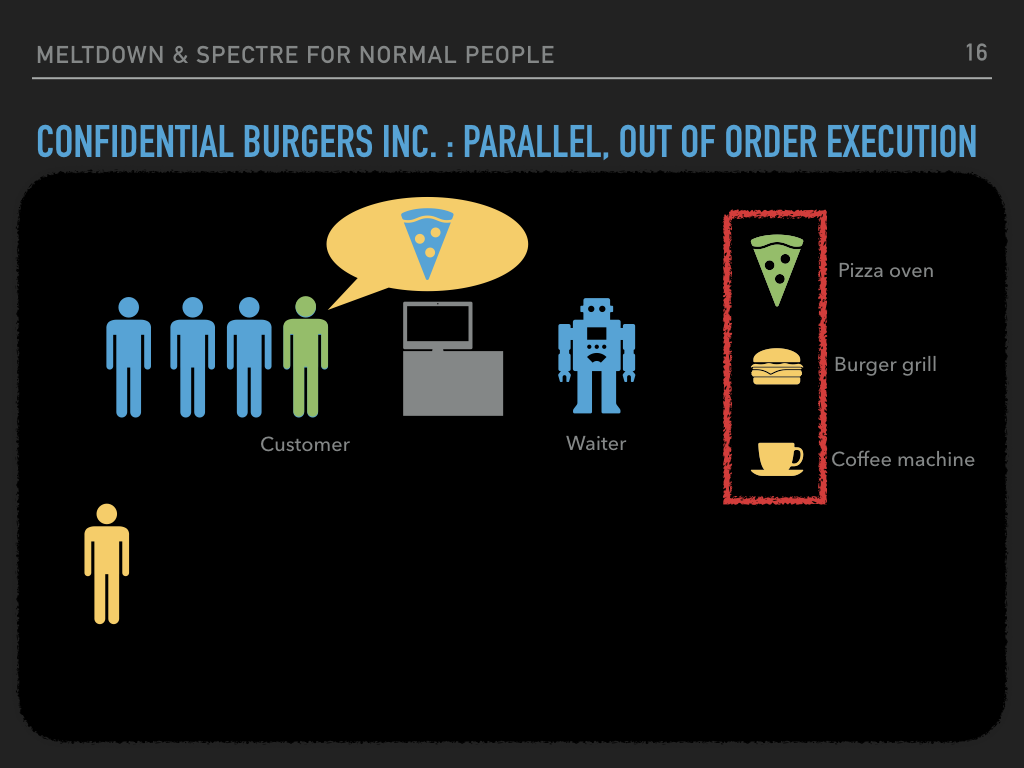 MELTDOWN & SPECTRE FOR NORMAL PEOPLE
16
CONFIDENTIAL BURGERS INC. : PARALLEL, OUT OF ORDER EXECUTION
Pizza oven
Burger grill
Customer
Waiter
Coffee machine